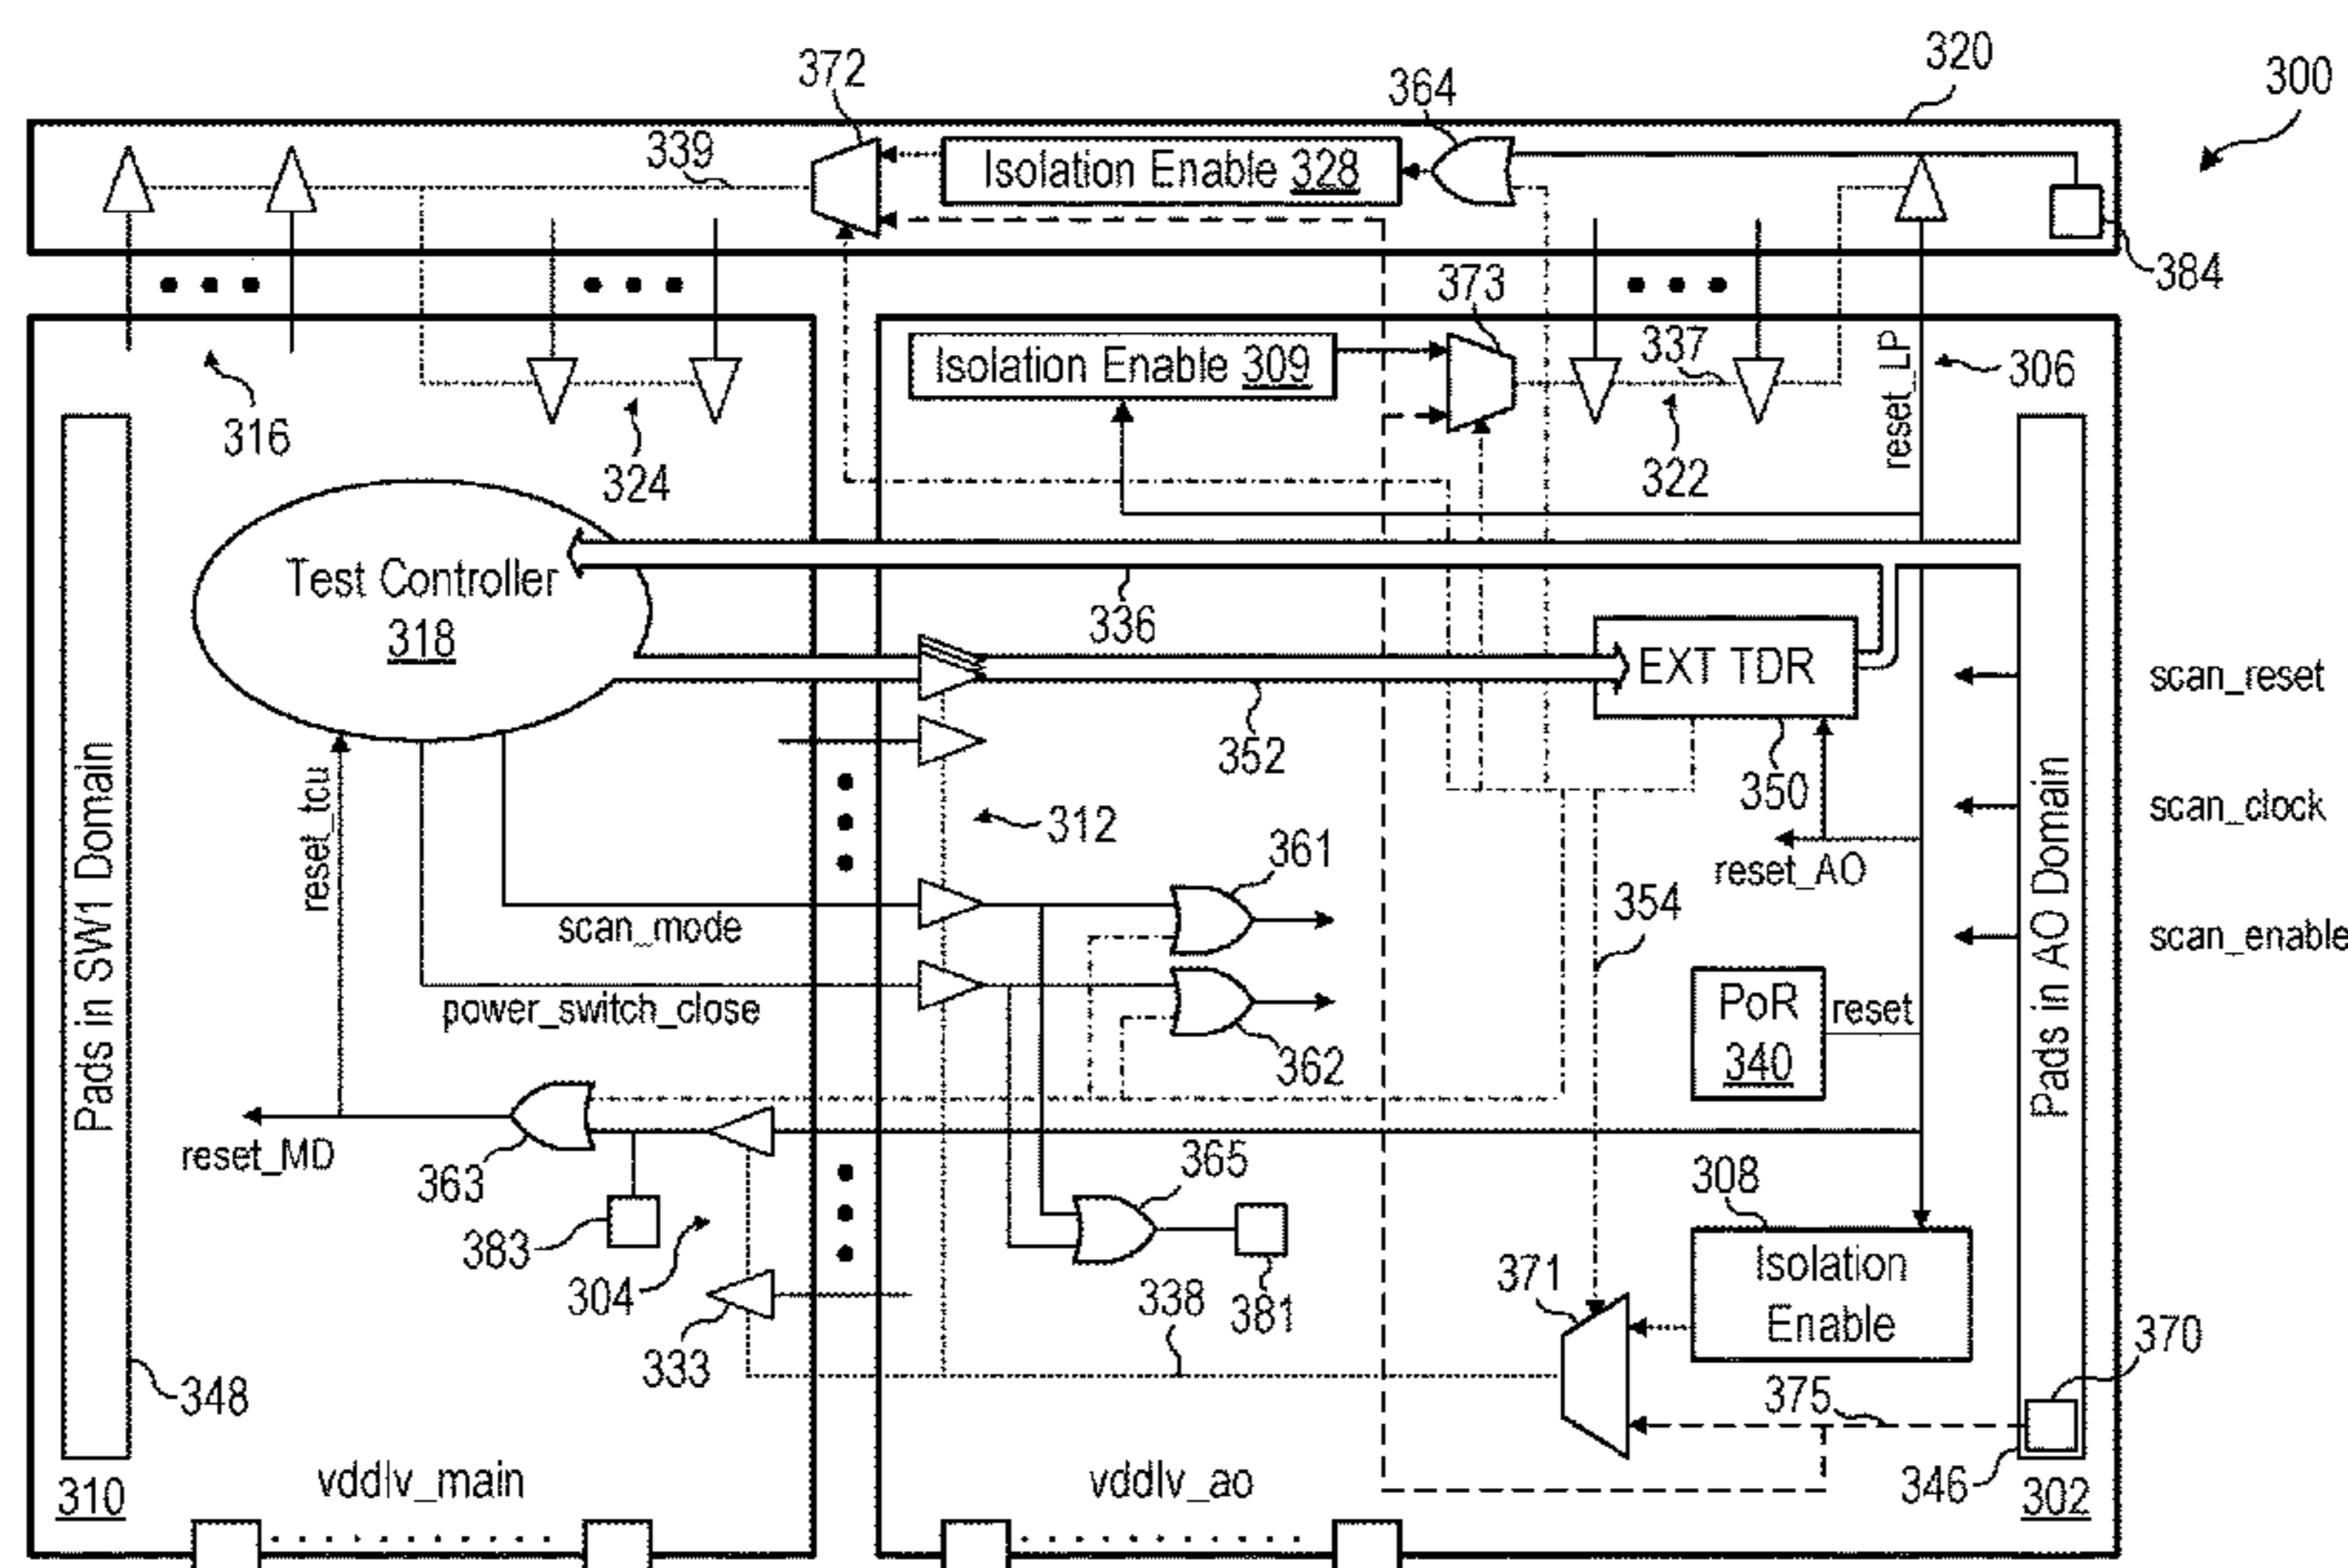 372
364
320
300
339
Isolation Enable 328
384
373
Isolation Enable 309
337
reset_LP
306
316
324
322
Test Controller
318
336
EXT TDR
scan_reset
352
350
reset_tcu
312
scan_clock
reset_AO
361
354
scan_mode
scan_enable
power_switch_close
362
PoR
340
reset
Pads in SW1 Domain
Pads in AO Domain
reset_MD
363
365
308
383
304
Isolation
Enable
371
338
381
333
370
348
375
346
310
vddlv_main
vddlv_ao
302